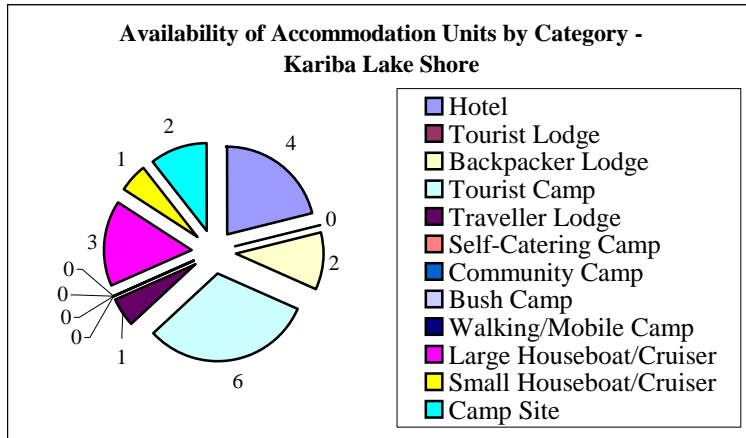 Availability of Accommodation Units by Category -
Kariba Lake Shore
4
0
2
6
1
0
0
0
0
3
1
2
Hotel
Tourist Lodge
Backpacker Lodge
Tourist Camp
Traveller Lodge
Self-Catering Camp
Community Camp
Bush Camp
Walking/Mobile Camp
Large Houseboat/Cruiser
Small Houseboat/Cruiser
Camp Site